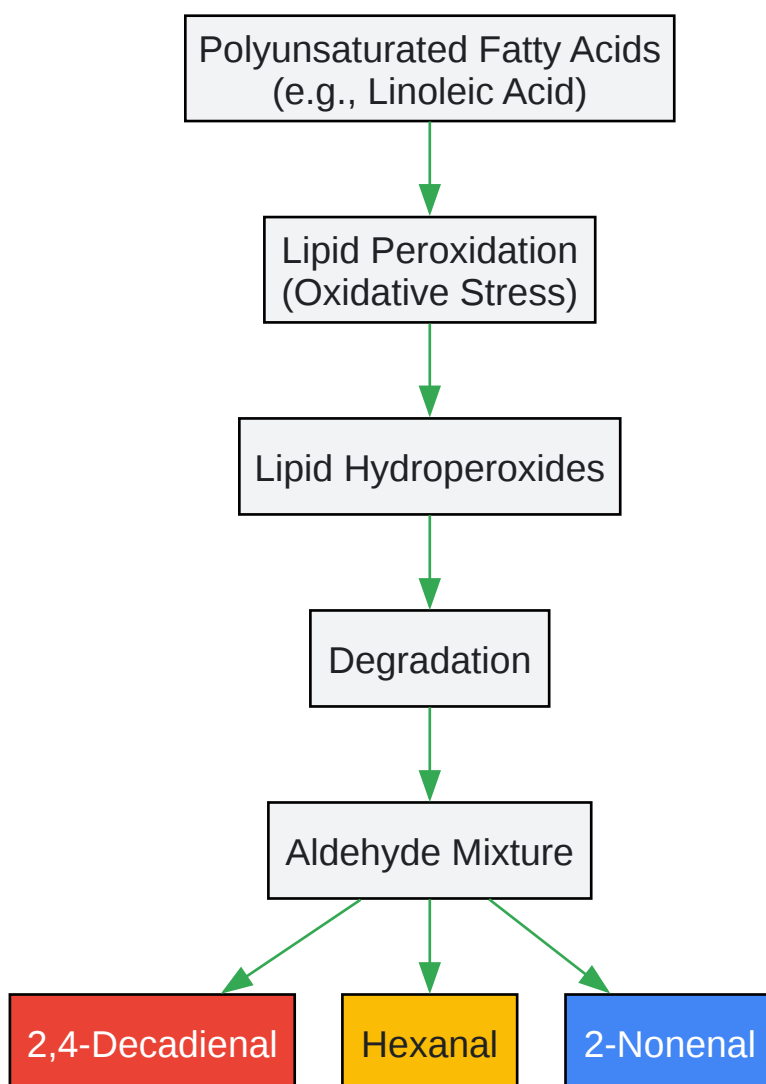 Polyunsaturated Fatty Acids
(e.g., Linoleic Acid)
Lipid Peroxidation
(Oxidative Stress)
Lipid Hydroperoxides
Degradation
Aldehyde Mixture
2,4-Decadienal
Hexanal
2-Nonenal